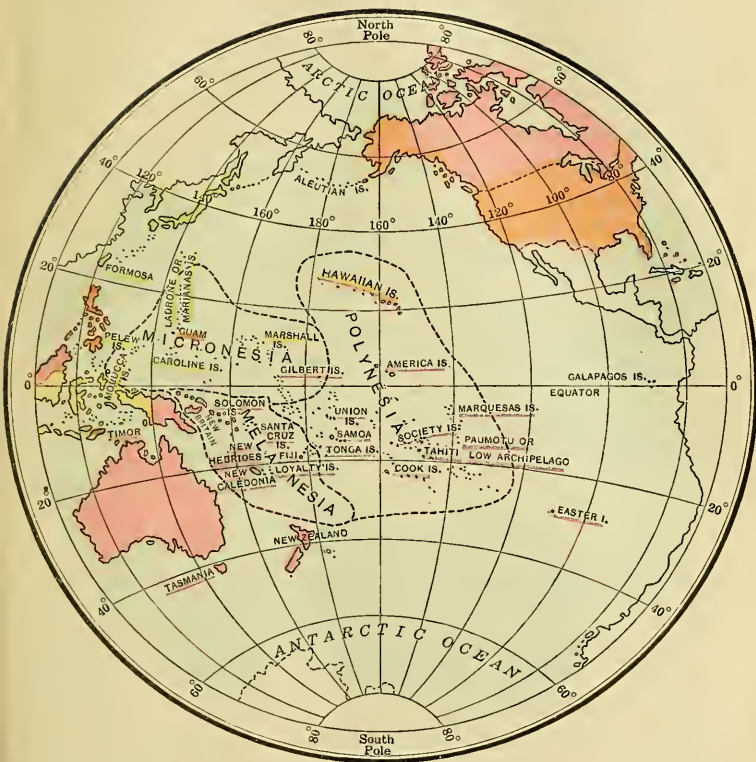 North
Pole
80°
80°
60°
60°
ARCTIC OCEAN
40°
120°
40°
80°
ALEUTIAN IS.
160°
180°
160°
140°
120°
100°
20°
20°
FORMOSA
LADRONE OR
MARIANAS IS.
HAWAIIAN IS.
POLYNESIA
GUAM
PELEW
IS.
MICRONESIA
MARSHALL
IS.
CAROLINE IS.
GILBERT IS.
AMERICA IS.
GALAPAGOS IS.
0°
0°
EQUATOR
MOLUCCA
IS.
SOLOMON
IS.
NEW
BRITAIN
MELANESIA
UNION
IS.
MARQUESAS IS.
TIMOR
SANTA
CRUZ
IS.
SAMOA
SOCIETY IS.
PAUMOTU OR
LOW ARCHIPELAGO
NEW
HEBRIDES
FIJI
TONGA IS.
TAHITI
NEW
CALEDONIA
LOYALTY IS.
COOK IS.
20°
20°
EASTER I.
NEW ZEALAND
TASMANIA
40°
40°
ANTARCTIC OCEAN
60°
60°
80°
80°
South
Pole